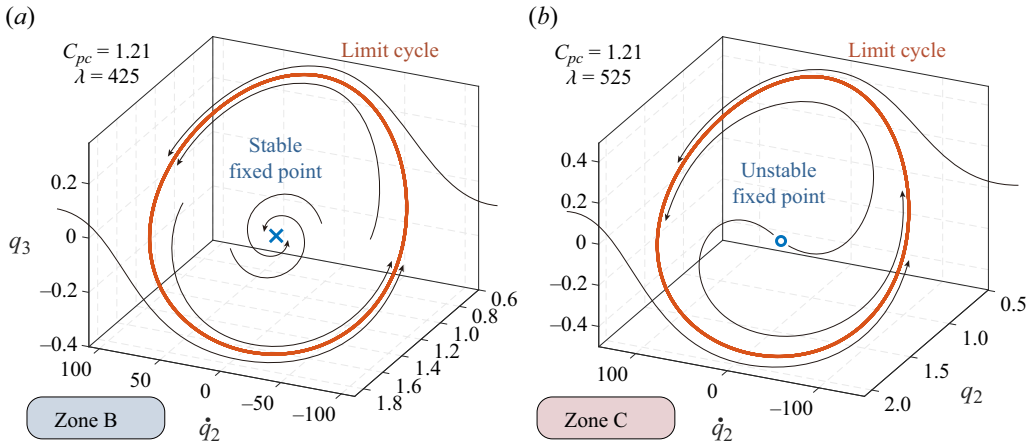 (a)
C_pc = 1.21
λ = 425
Limit cycle
Stable
fixed point
q_3
0.2
0
–0.2
–0.4
100
50
0
–50
–100
q̇_2
0.6
0.8
1.0
1.2
1.4
1.6
1.8
Zone B
(b)
C_pc = 1.21
λ = 525
Limit cycle
Unstable
fixed point
0.4
0.2
0
–0.2
–0.4
100
0
–100
q̇_2
0.5
1.0
1.5
2.0
q_2
Zone C